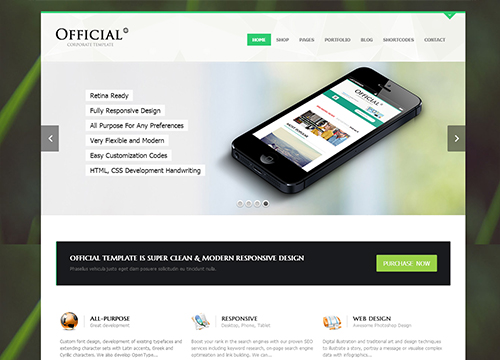 OFFICIAL
CORPORATE TEMPLATE
HOME SHOP PAGES PORTFOLIO BLOG SHORTCODES CONTACT
Retina Ready
Fully Responsive Design
All Purpose For Any Preferences
Very Flexible and Modern
Easy Customization Codes
HTML, CSS Development Handwriting
OFFICIAL
OFFICIAL TEMPLATE IS SUPER CLEAN & MODERN RESPONSIVE DESIGN
Phasellus vehicula justo eget diam posuere sollicitudin eu tincidunt nulla.
PURCHASE NOW
ALL-PURPOSE
Great development
Custom font design, development of existing typefaces and
extending character sets with Latin accents, Greek and
Cyrillic characters. We also develop OpenType...
RESPONSIVE
Desktop, Phone, Tablet
Boost your rank in the search engines with our proven SEO
services including keyword research, on-page search engine
optimisation and link building. We can...
WEB DESIGN
Awesome Photoshop Design
Digital illustration and traditional art and design techniques
to illustrate a story, portray a message or visualise complex
data with infographics...